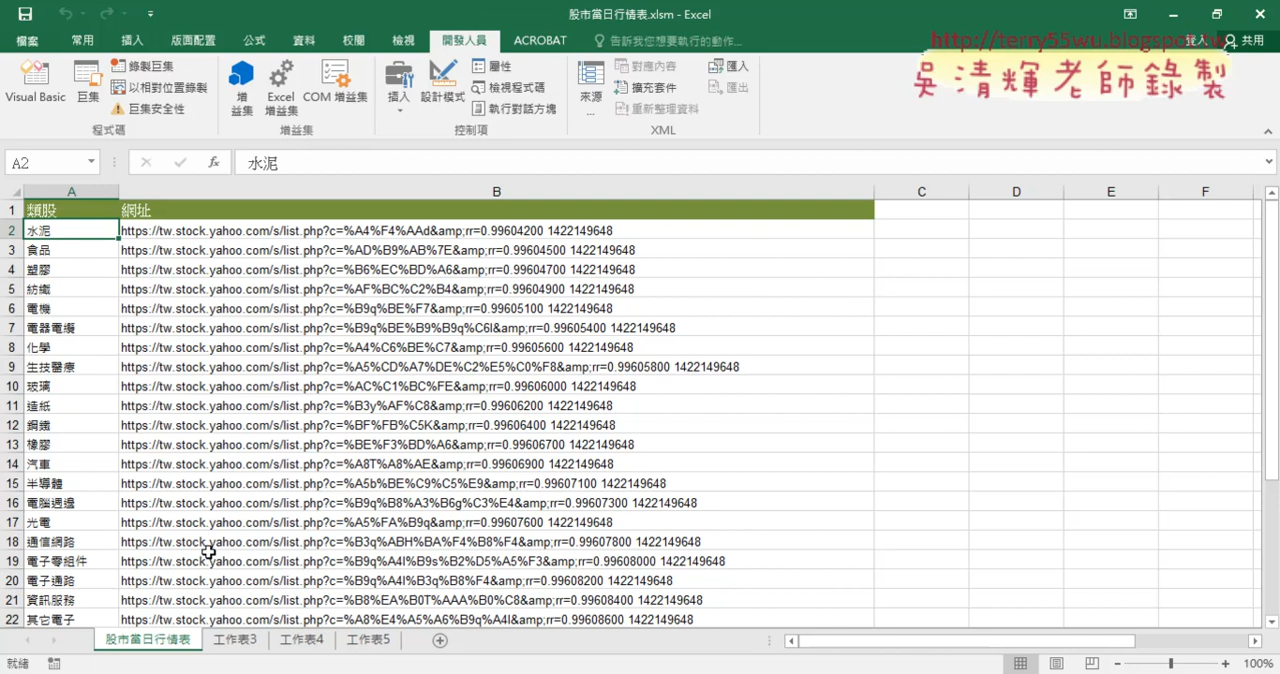 股市當日行情表.xlsm - Excel
檔案 常用 插入 版面配置 公式 資料 校閱 檢視 開發人員 ACROBAT 告訴我您想要執行的動作... 登入 共用
http://terry55wu.blogspot.tw
吳清輝老師錄製
Visual Basic 巨集 錄製巨集 以相對位置錄製 巨集安全性 程式碼
增益集 Excel 增益集 COM 增益集 增益集
插入 設計模式 屬性 檢視程式碼 執行對話方塊 控制項
來源... 對應內容 擴充套件 重新整理資料 匯入 匯出 XML
A2 fx 水泥
A B C D E F
1 類股 網址
2 水泥 https://tw.stock.yahoo.com/s/list.php?c=%A4%F4%AAd&amp;rr=0.99604200 1422149648
3 食品 https://tw.stock.yahoo.com/s/list.php?c=%AD%B9%AB%7E&amp;rr=0.99604500 1422149648
4 塑膠 https://tw.stock.yahoo.com/s/list.php?c=%B6%EC%BD%A6&amp;rr=0.99604700 1422149648
5 紡織 https://tw.stock.yahoo.com/s/list.php?c=%AF%BC%C2%B4&amp;rr=0.99604900 1422149648
6 電機 https://tw.stock.yahoo.com/s/list.php?c=%B9q%BE%F7&amp;rr=0.99605100 1422149648
7 電器電纜 https://tw.stock.yahoo.com/s/list.php?c=%B9q%BE%B9%B9q%C6l&amp;rr=0.99605400 1422149648
8 化學 https://tw.stock.yahoo.com/s/list.php?c=%A4%C6%BE%C7&amp;rr=0.99605600 1422149648
9 生技醫療 https://tw.stock.yahoo.com/s/list.php?c=%A5%CD%A7%DE%C2%E5%C0%F8&amp;rr=0.99605800 1422149648
10 玻璃 https://tw.stock.yahoo.com/s/list.php?c=%AC%C1%BC%FE&amp;rr=0.99606000 1422149648
11 造紙 https://tw.stock.yahoo.com/s/list.php?c=%B3y%AF%C8&amp;rr=0.99606200 1422149648
12 鋼鐵 https://tw.stock.yahoo.com/s/list.php?c=%BF%FB%C5K&amp;rr=0.99606400 1422149648
13 橡膠 https://tw.stock.yahoo.com/s/list.php?c=%BE%F3%BD%A6&amp;rr=0.99606700 1422149648
14 汽車 https://tw.stock.yahoo.com/s/list.php?c=%A8T%A8%AE&amp;rr=0.99606900 1422149648
15 半導體 https://tw.stock.yahoo.com/s/list.php?c=%A5b%BE%C9%C5%E9&amp;rr=0.99607100 1422149648
16 電腦週邊 https://tw.stock.yahoo.com/s/list.php?c=%B9q%B8%A3%B6g%C3%E4&amp;rr=0.99607300 1422149648
17 光電 https://tw.stock.yahoo.com/s/list.php?c=%A5%FA%B9q&amp;rr=0.99607600 1422149648
18 通信網路 https://tw.stock.yahoo.com/s/list.php?c=%B3q%ABH%BA%F4%B8%F4&amp;rr=0.99607800 1422149648
19 電子零組件 https://tw.stock.yahoo.com/s/list.php?c=%B9q%A4l%B9s%B2%D5%A5%F3&amp;rr=0.99608000 1422149648
20 電子通路 https://tw.stock.yahoo.com/s/list.php?c=%B9q%A4l%B3q%B8%F4&amp;rr=0.99608200 1422149648
21 資訊服務 https://tw.stock.yahoo.com/s/list.php?c=%B8%EA%B0T%AAA%B0%C8&amp;rr=0.99608400 1422149648
22 其它電子 https://tw.stock.yahoo.com/s/list.php?c=%A8%E4%A5%A6%B9q%A4l&amp;rr=0.99608600 1422149648
股市當日行情表 工作表3 工作表4 工作表5
就緒 100%